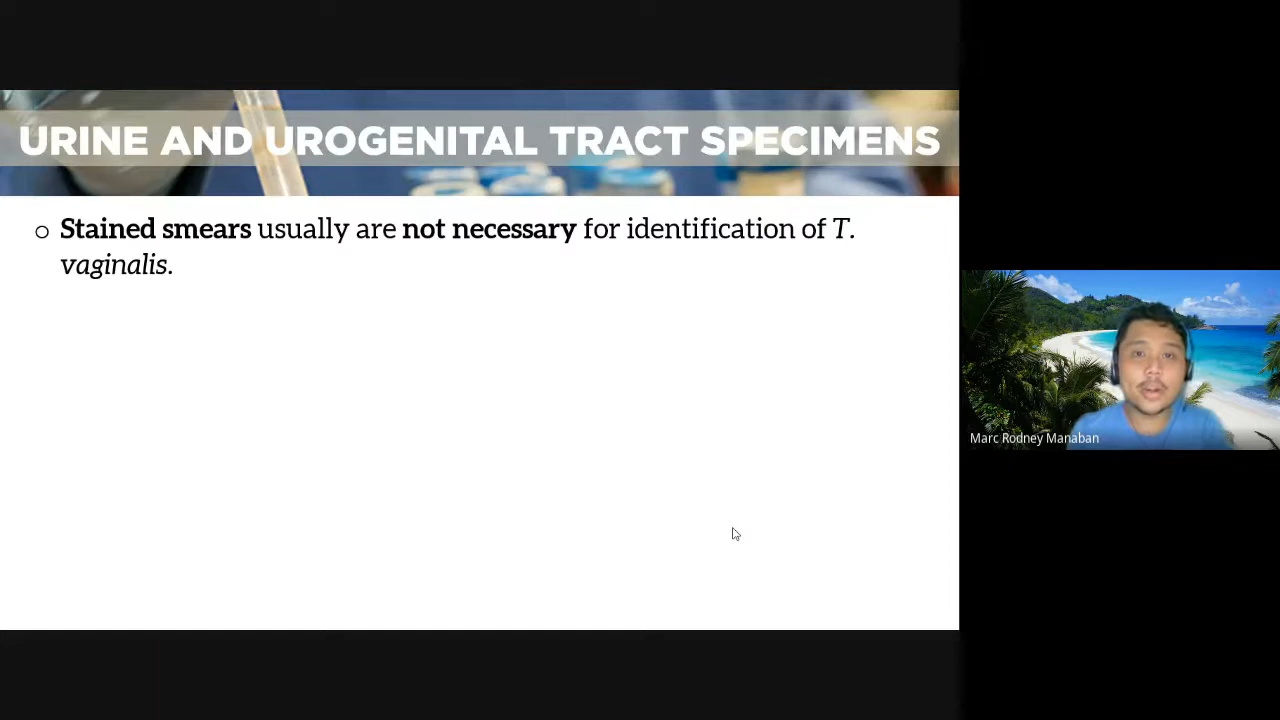 URINE AND UROGENITAL TRACT SPECIMENS
o Stained smears usually are not necessary for identification of T.
vaginalis.
Marc Rodney Manaban